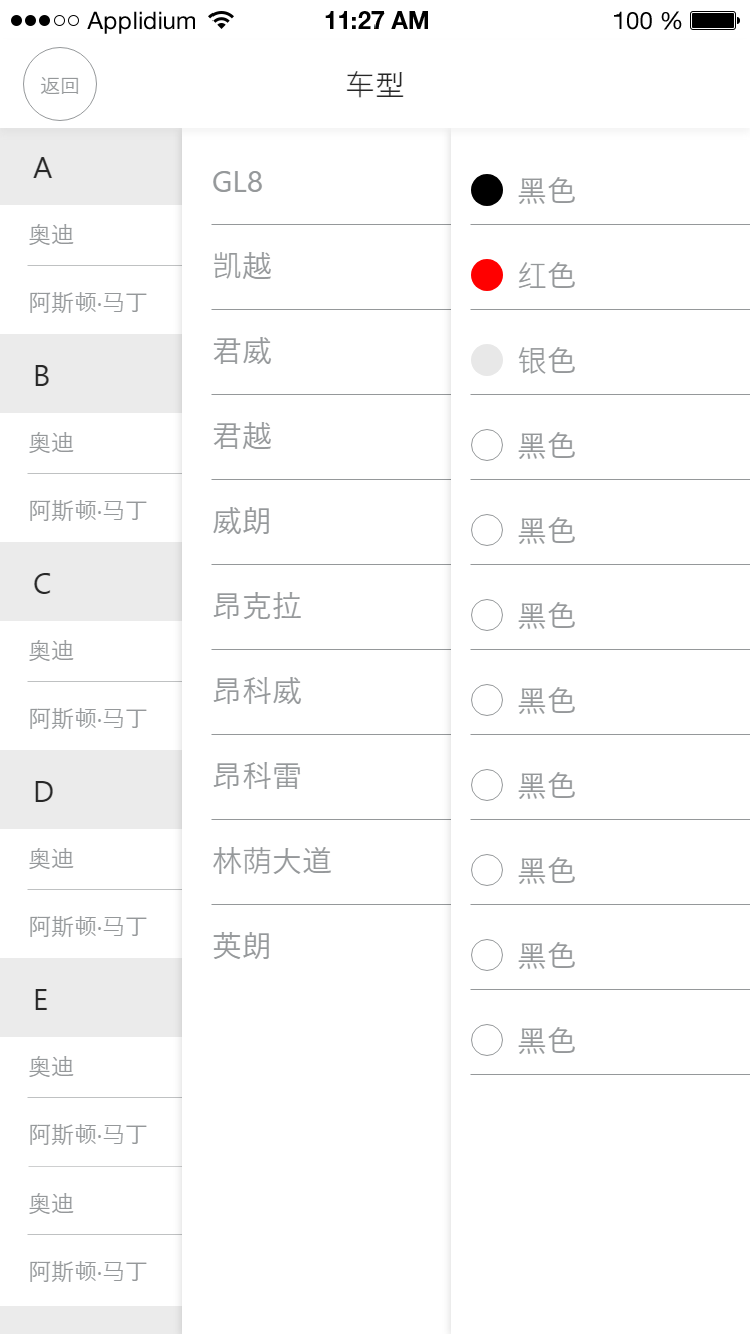 Applidium 11:27 AM 100 %
返回
车型
A
奥迪
阿斯顿·马丁
B
奥迪
阿斯顿·马丁
C
奥迪
阿斯顿·马丁
D
奥迪
阿斯顿·马丁
E
奥迪
阿斯顿·马丁
奥迪
阿斯顿·马丁
GL8
凯越
君威
君越
威朗
昂克拉
昂科威
昂科雷
林荫大道
英朗
黑色
红色
银色
黑色
黑色
黑色
黑色
黑色
黑色
黑色
黑色